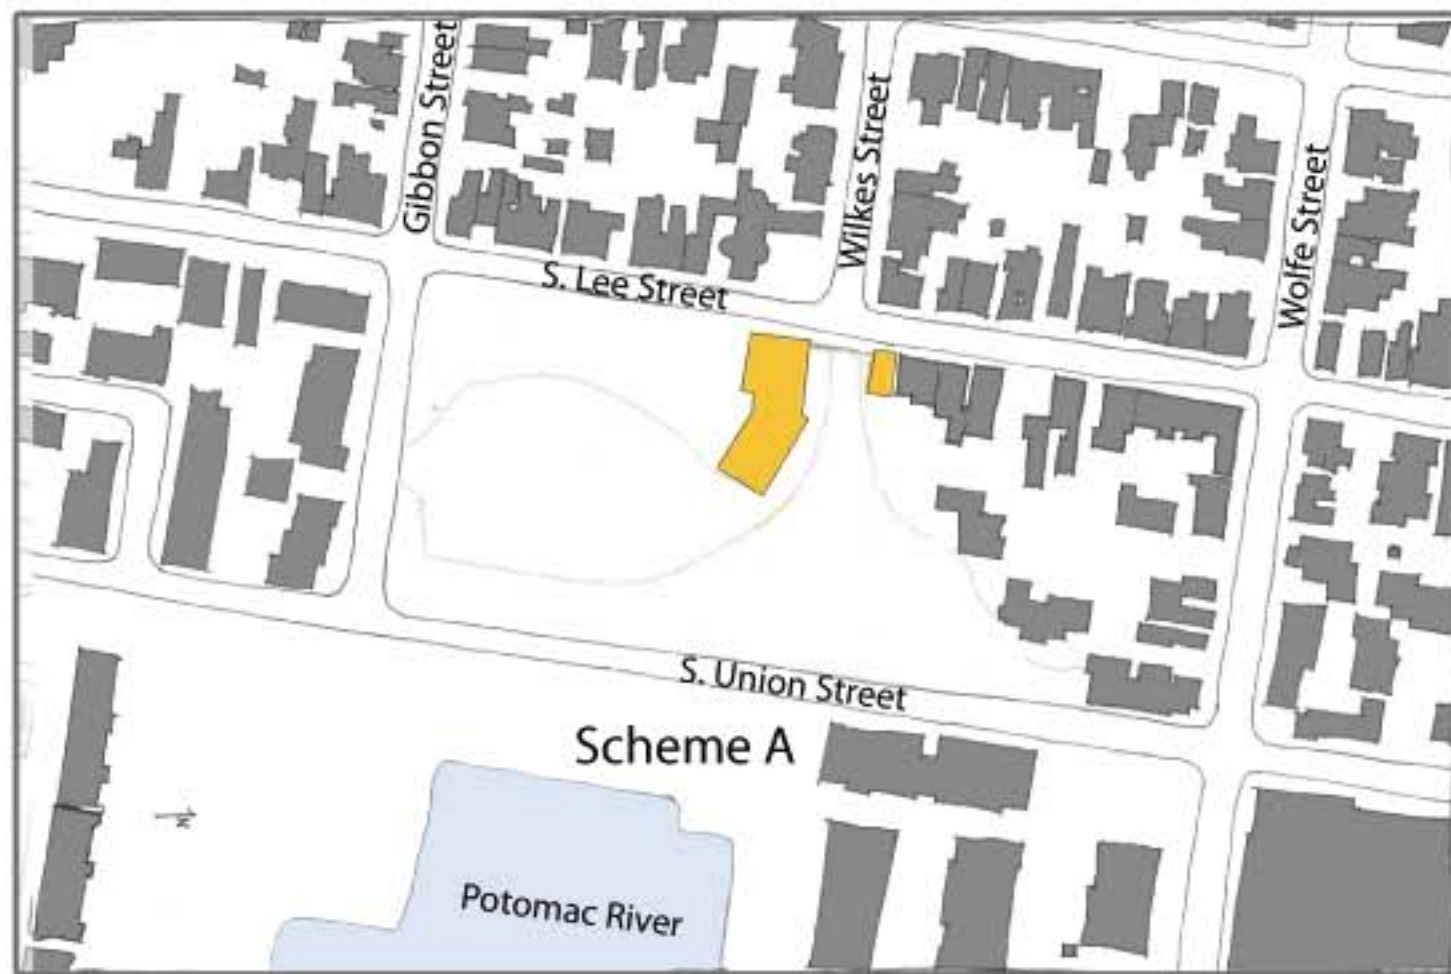 Gibbon Street
Wilkes Street
Wolfe Street
S. Lee Street
S. Union Street
Scheme A
N
Potomac River